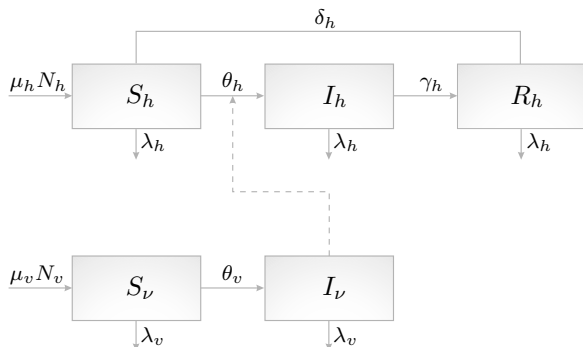 δ_h
μ_h N_h S_h θ_h I_h γ_h R_h
λ_h λ_h λ_h
μ_v N_v S_ν θ_v I_ν
λ_v λ_v